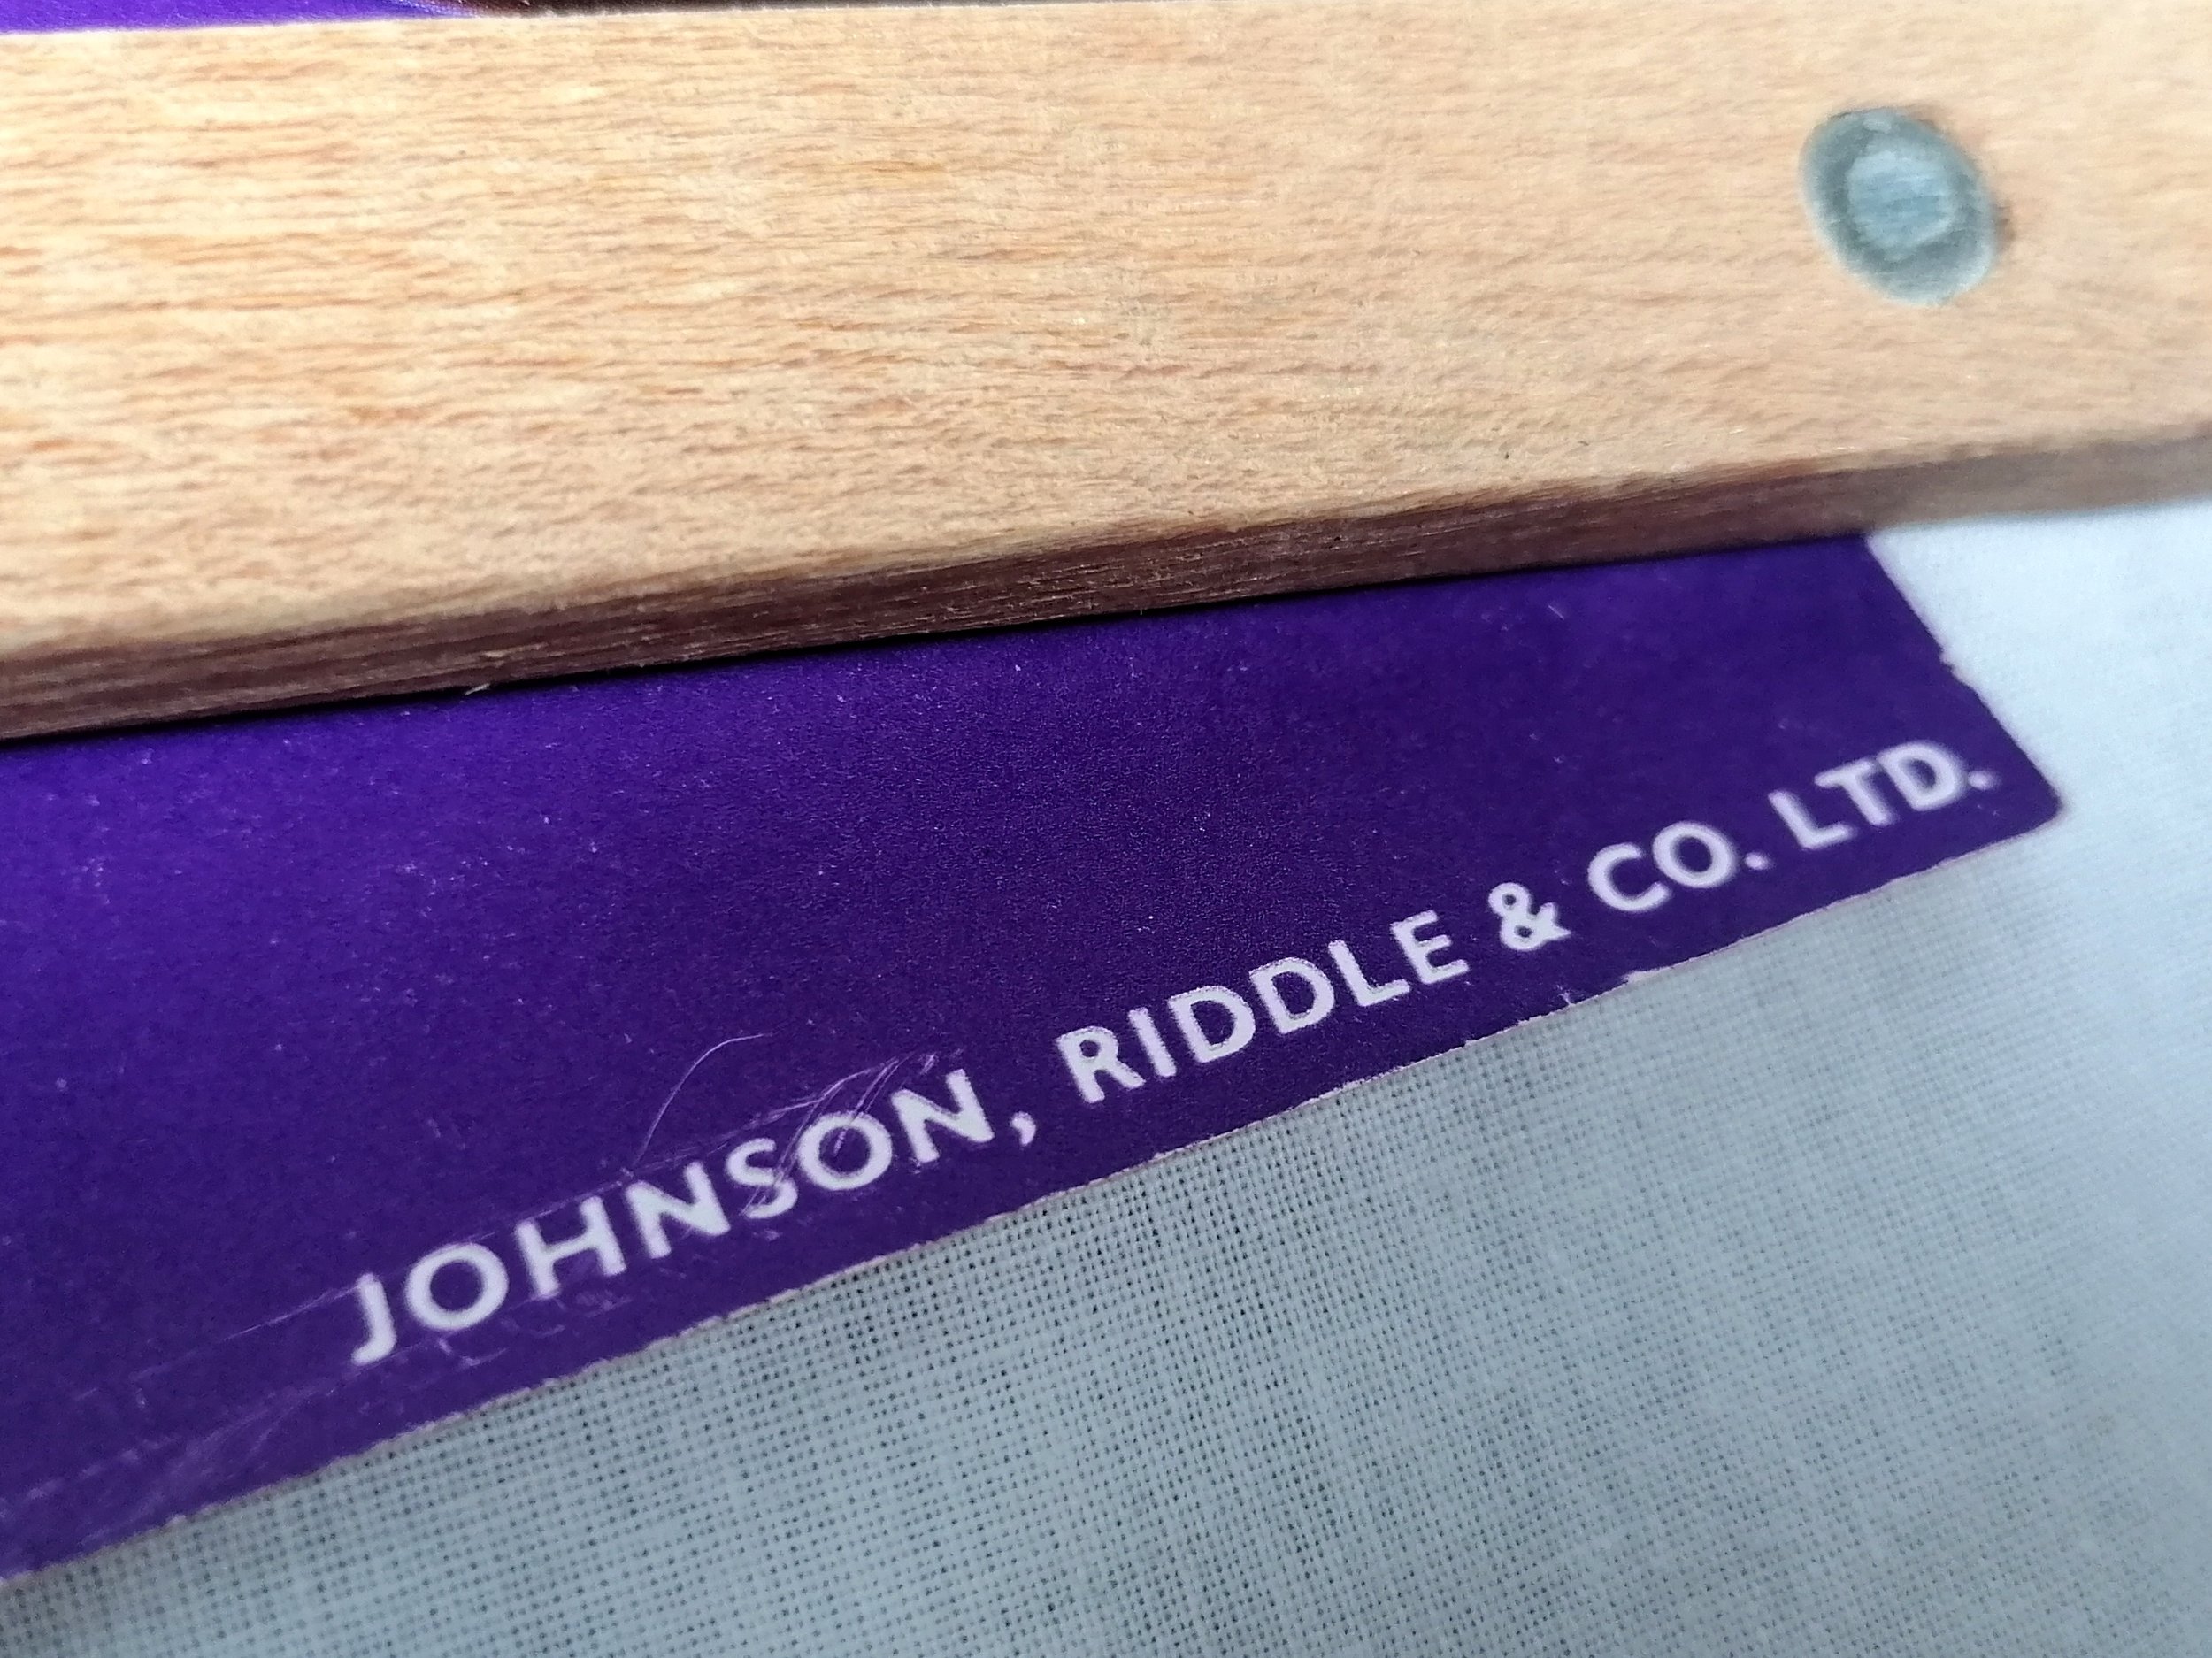 JOHNSON, RIDDLE & CO. LTD.